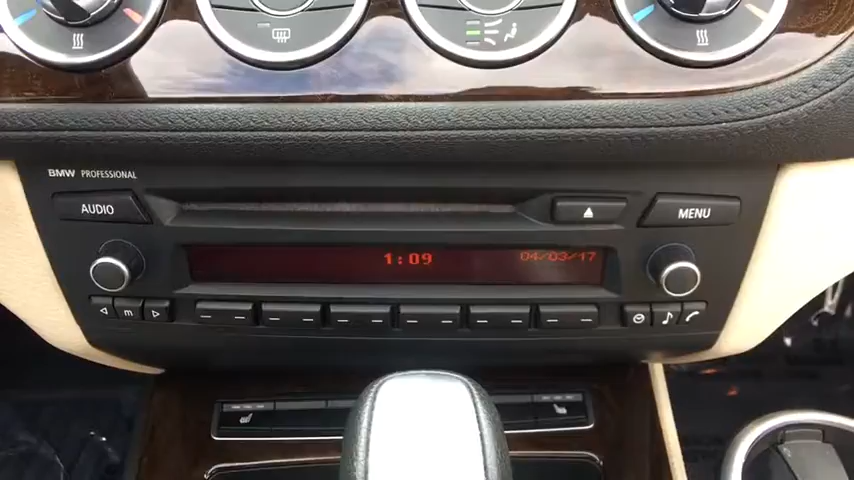 BMW PROFESSIONAL
AUDIO
MENU
1:09
04/03/17
m